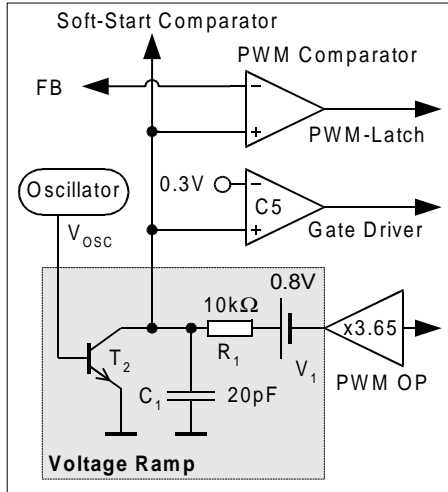 Soft-Start Comparator
PWM Comparator
FB
PWM-Latch
Oscillator
0.3V
C5
V_OSC
Gate Driver
0.8V
10kΩ
x3.65
T2
R1
V1
C1
20pF
PWM OP
Voltage Ramp